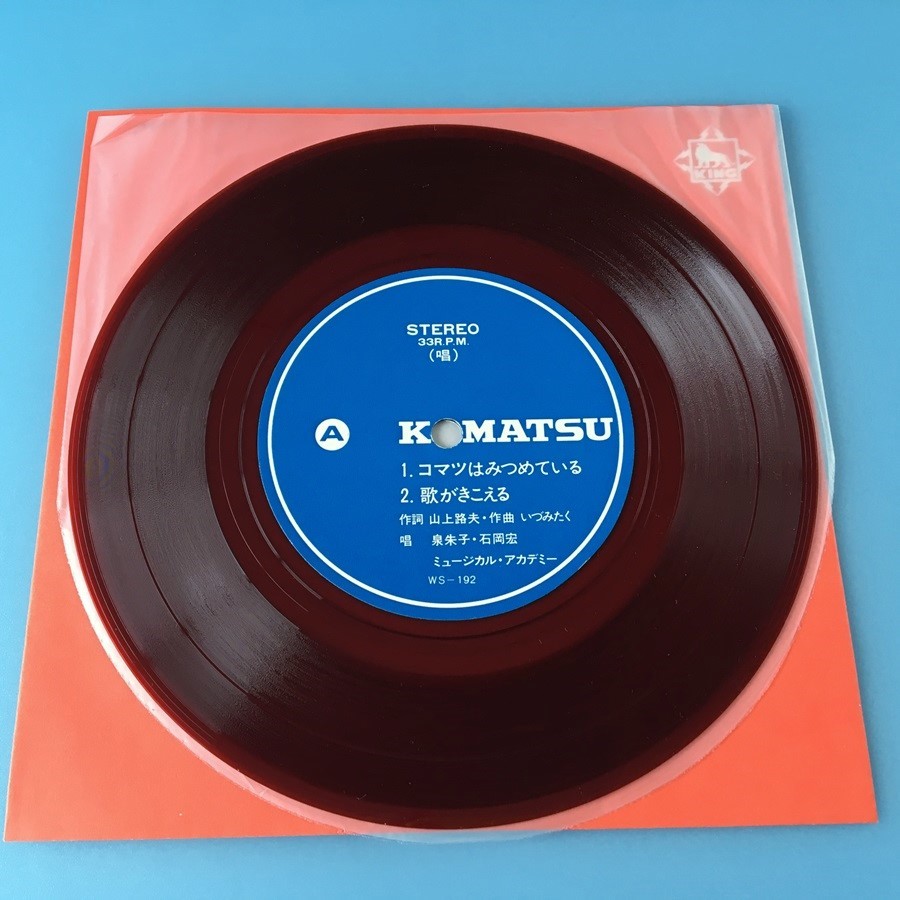 KING
STEREO
33R.P.M.
(唱)
A
KOMATSU
1. コマツはみつめている
2. 歌がきこえる
作詞 山上路夫・作曲 いづみたく
唱 泉朱子・石岡宏
ミュージカル・アカデミー
WS-192